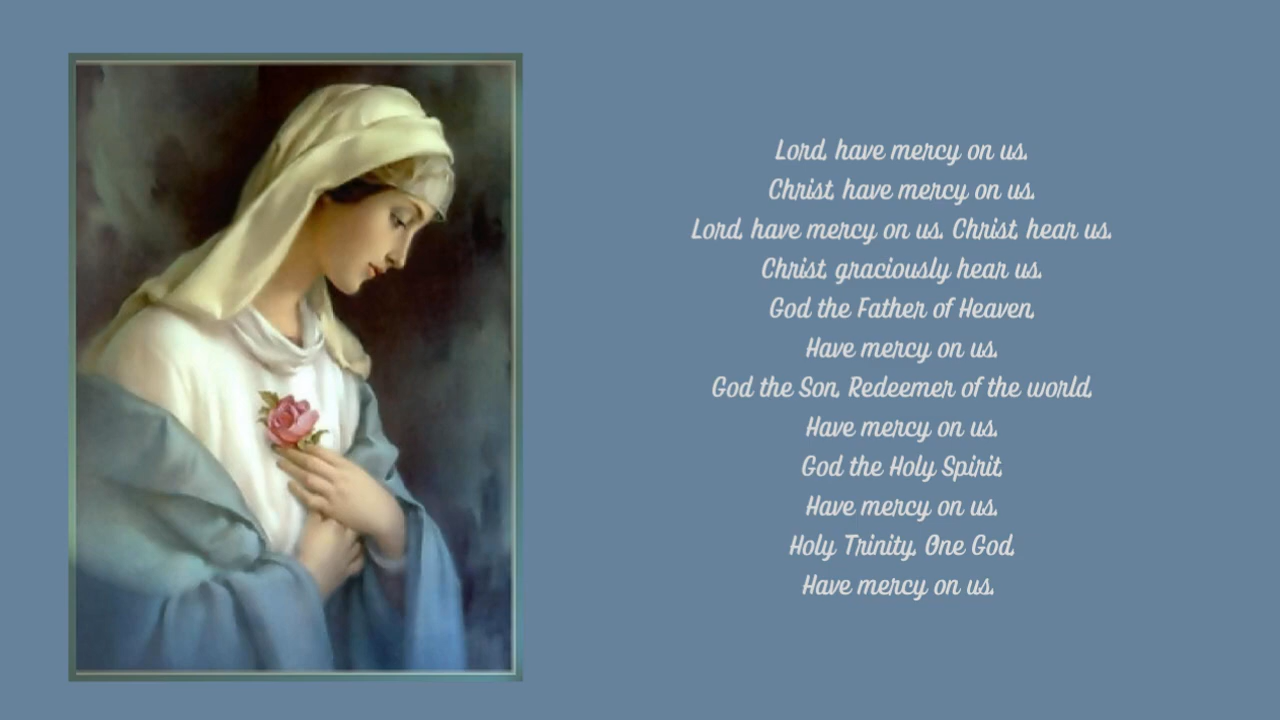 Lord, have mercy on us.
Christ, have mercy on us.
Lord, have mercy on us. Christ, hear us.
Christ, graciously hear us.
God the Father of Heaven,
Have mercy on us.
God the Son, Redeemer of the world,
Have mercy on us.
God the Holy Spirit,
Have mercy on us.
Holy Trinity, One God,
Have mercy on us.